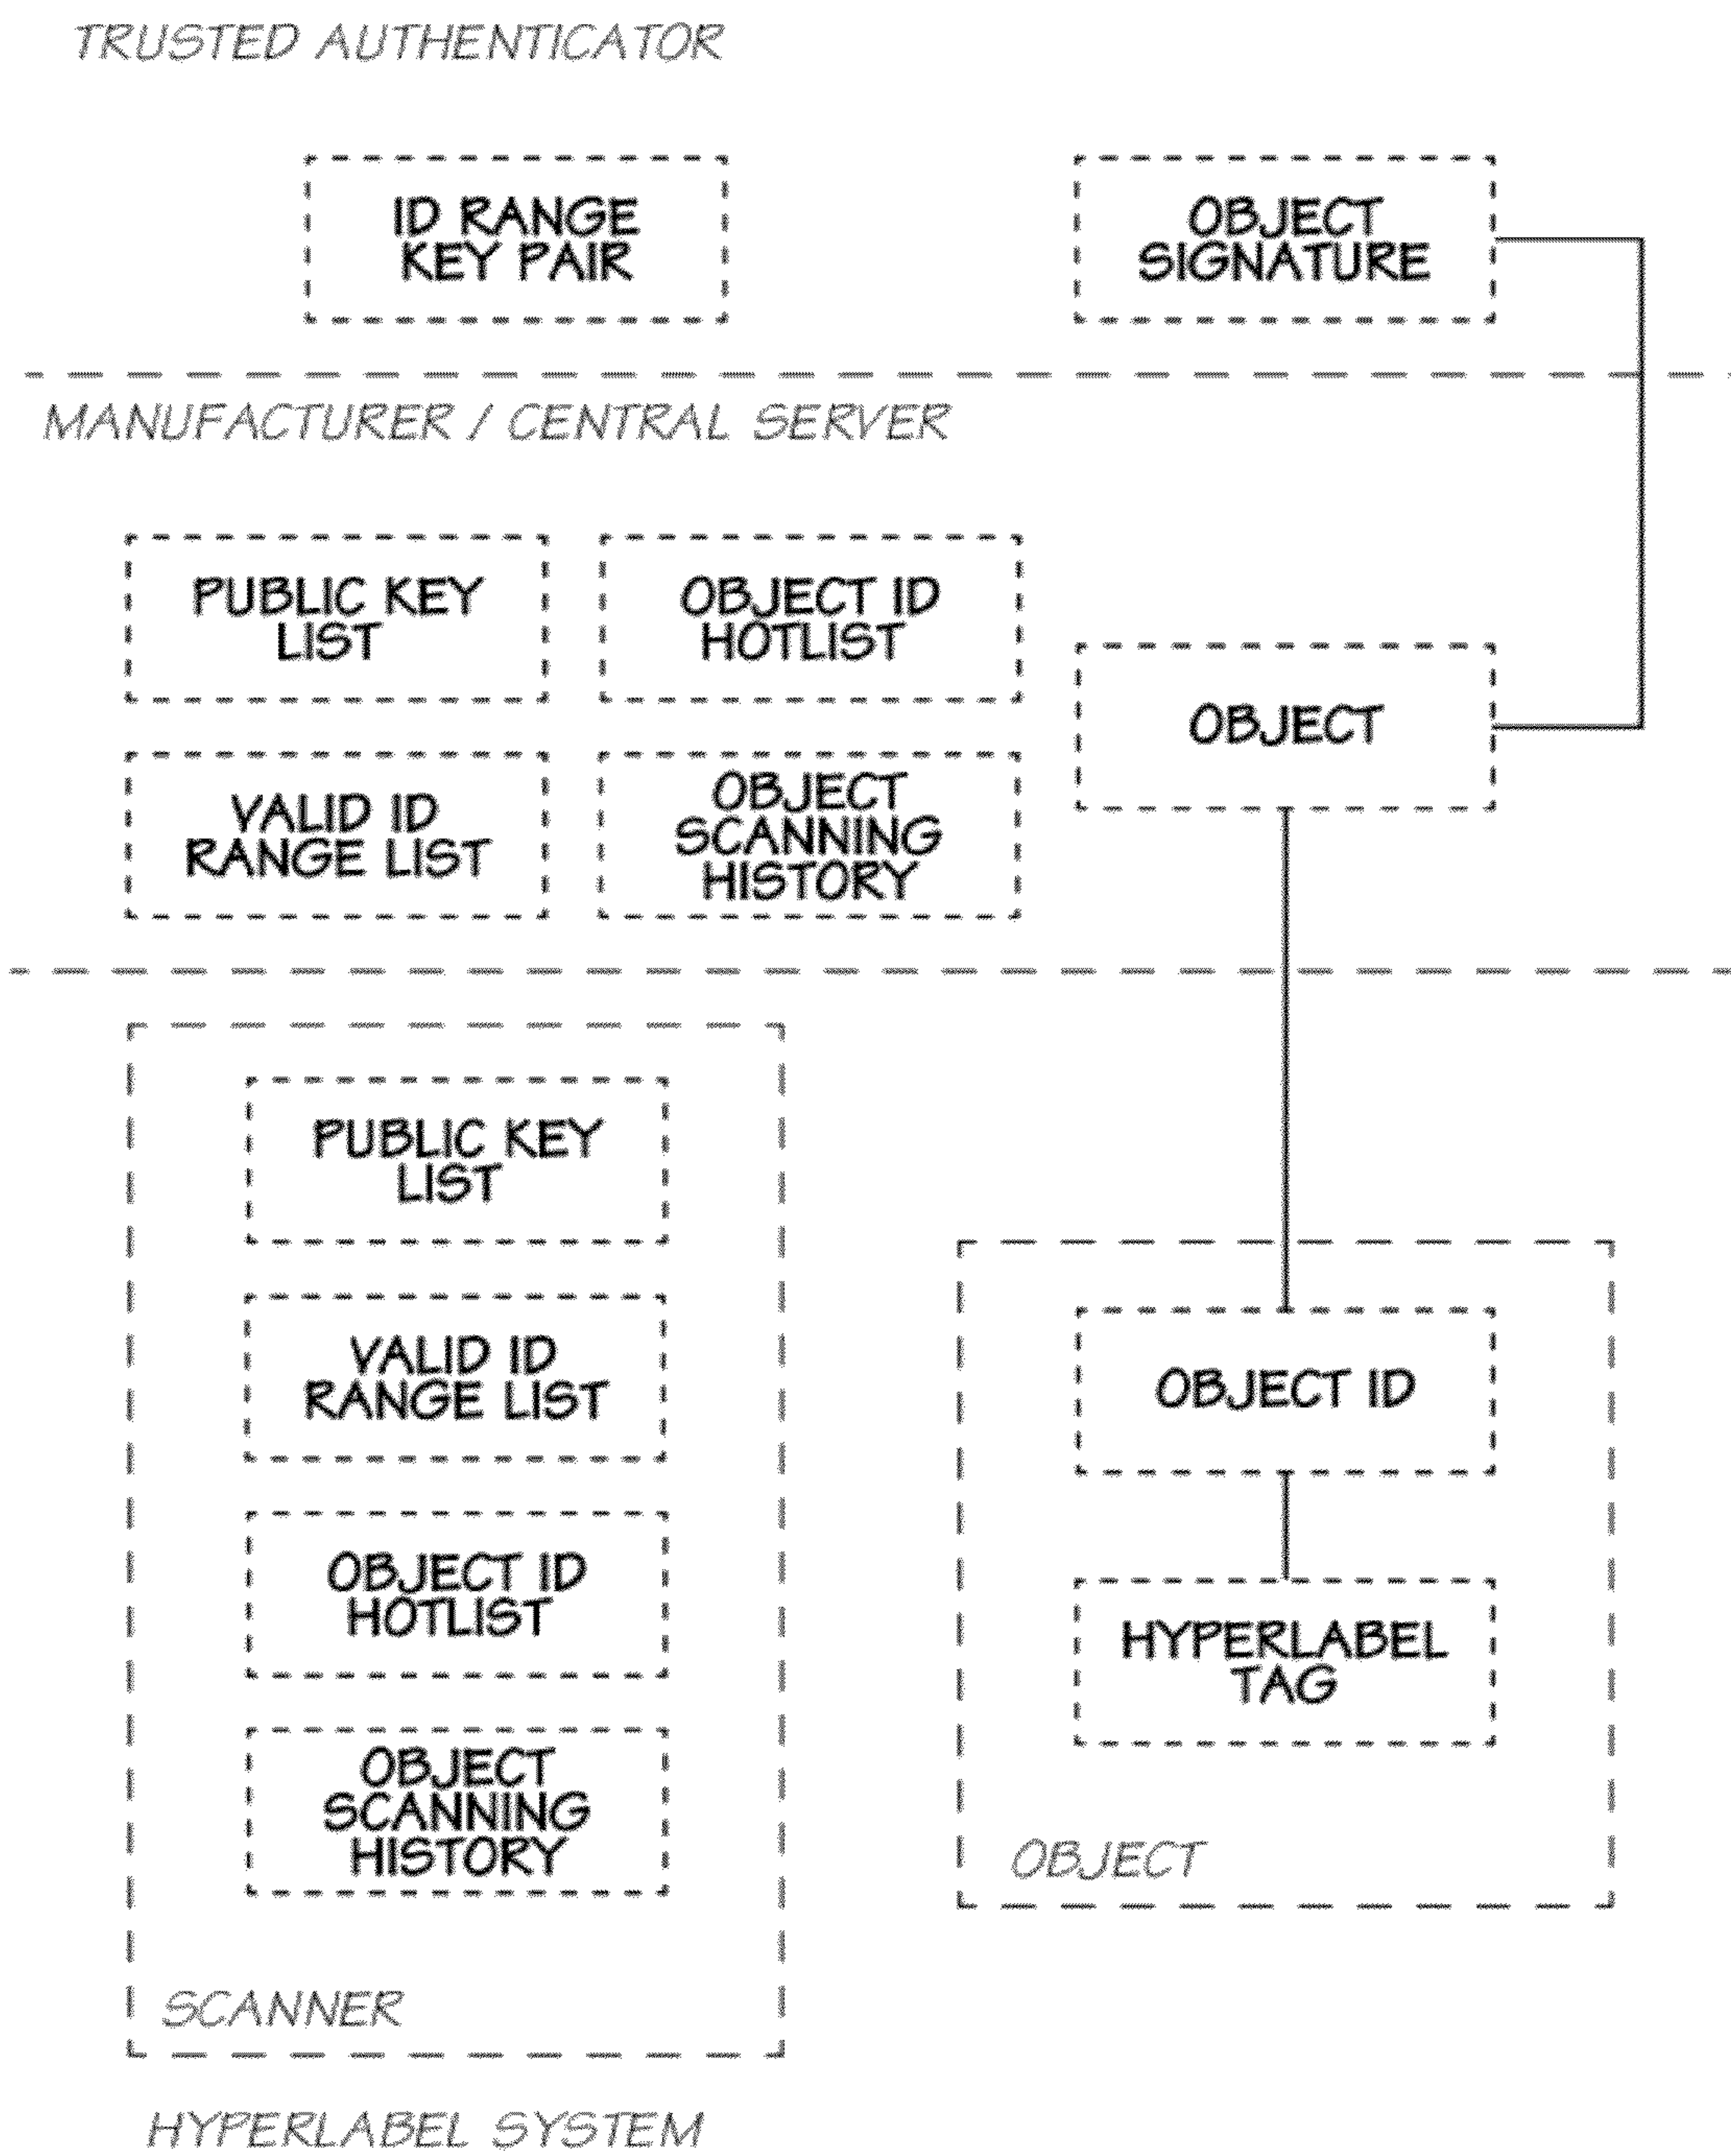 TRUSTED AUTHENTICATOR
ID RANGE
KEY PAIR
OBJECT
SIGNATURE
MANUFACTURER / CENTRAL SERVER
PUBLIC KEY
LIST
OBJECT ID
HOTLIST
OBJECT
VALID ID
RANGE LIST
OBJECT
SCANNING
HISTORY
PUBLIC KEY
LIST
VALID ID
RANGE LIST
OBJECT ID
HOTLIST
OBJECT
SCANNING
HISTORY
SCANNER
OBJECT ID
HYPERLABEL
TAG
OBJECT
HYPERLABEL SYSTEM